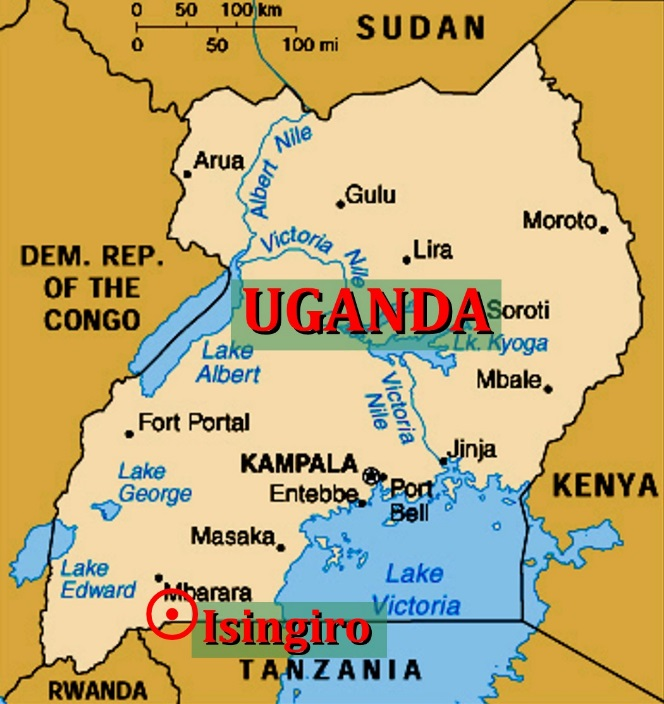 0 50 100 km
0 50 100 mi
SUDAN
Albert Nile
Arua
Gulu
Moroto
Victoria Nile
Lira
DEM. REP.
OF THE
CONGO
UGANDA
Soroti
Lk. Kyoga
Lake
Albert
Mbale
Victoria
Nile
Fort Portal
Jinja
KAMPALA
Port
Bell
Entebbe
KENYA
Lake
George
Masaka
Lake
Edward
Mbarara
Lake
Victoria
Isingiro
TANZANIA
RWANDA